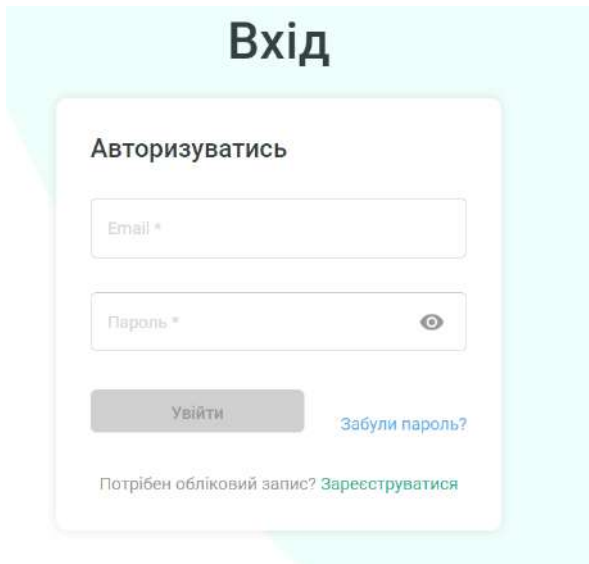 Вхід
Авторизуватись
Email *
Пароль *
Увійти
Забули пароль?
Потрібен обліковий запис? Зареєструватися